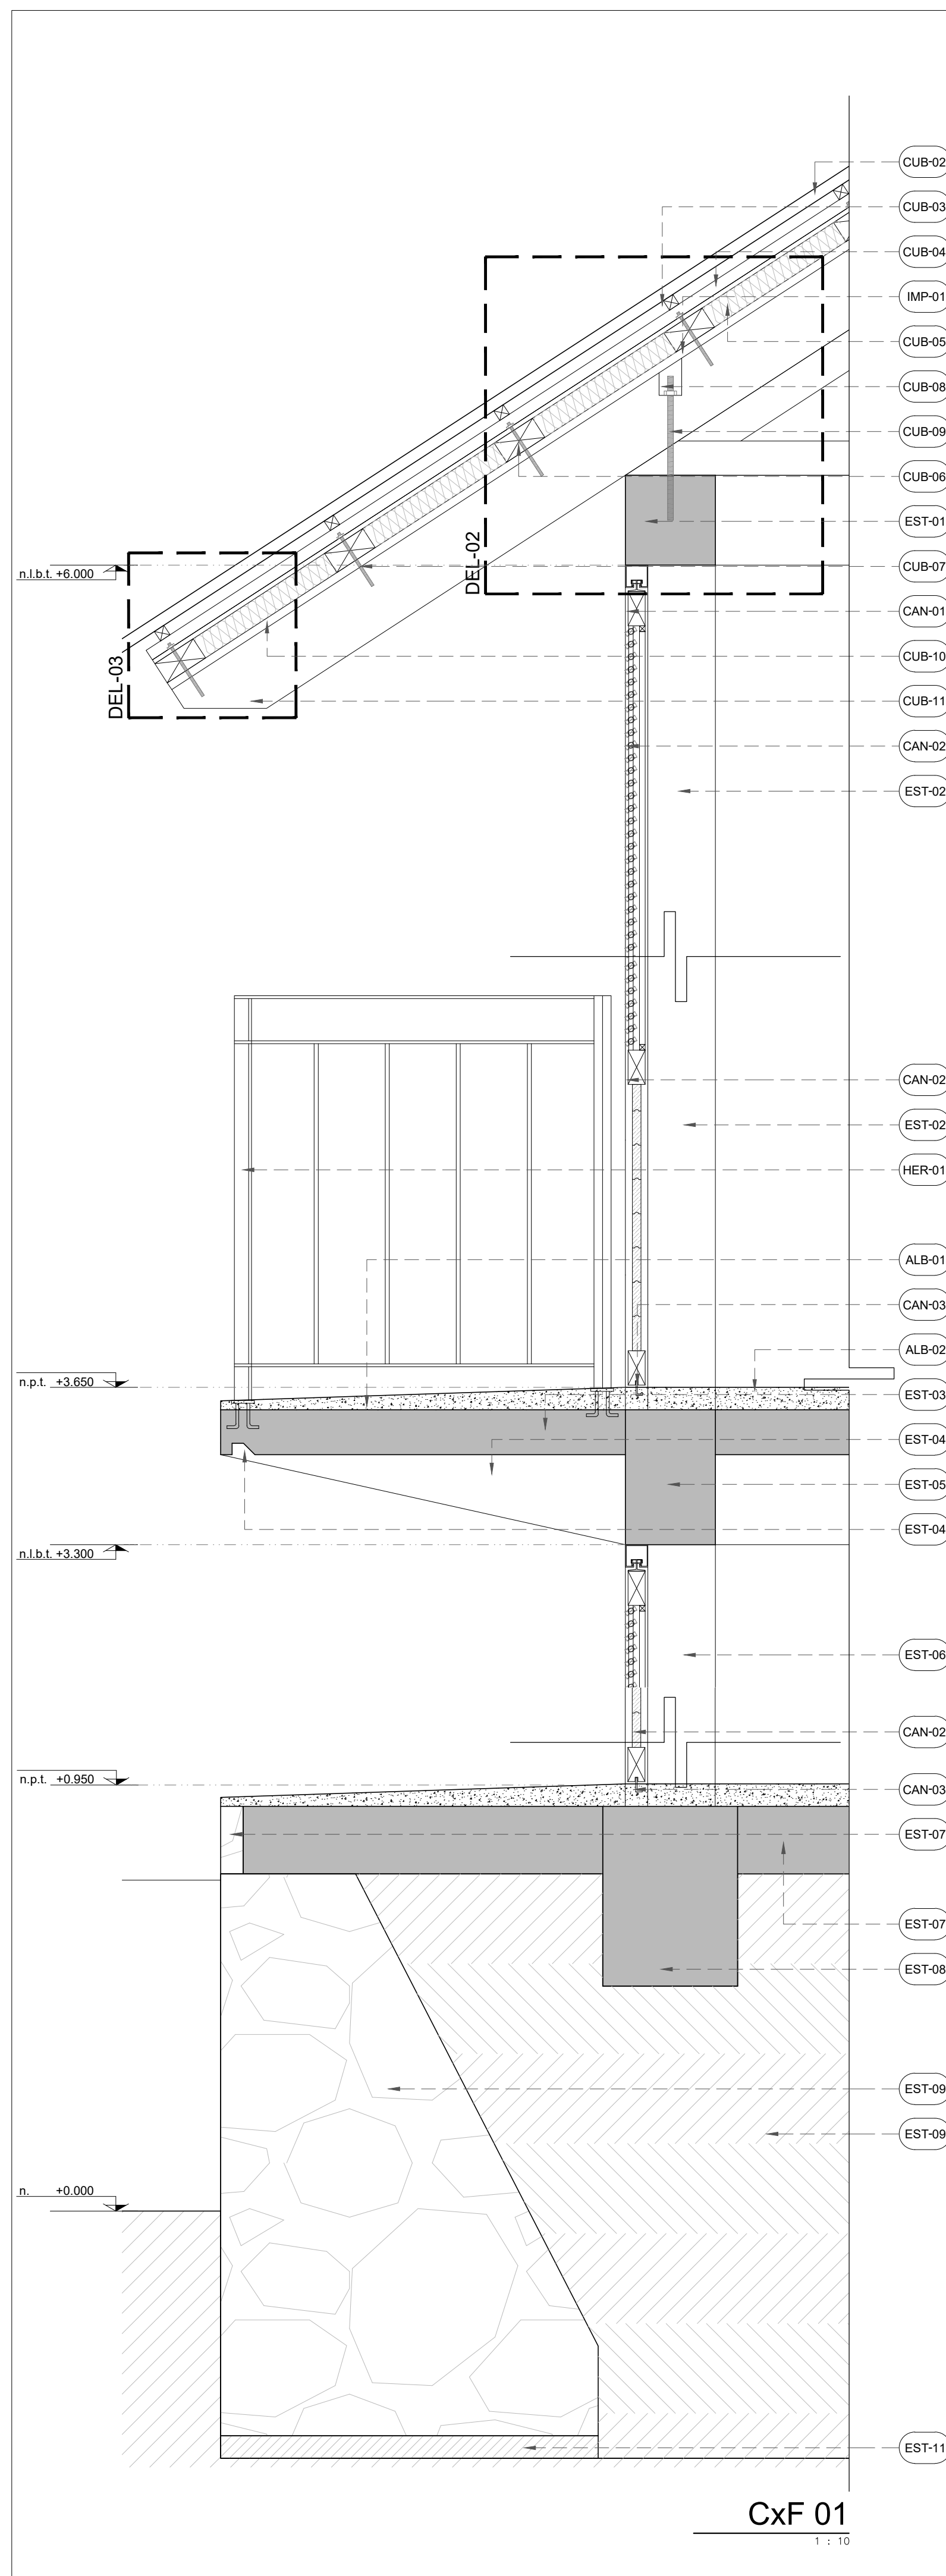 CUB-02
CUB-03
CUB-04
IMP-01
CUB-05
CUB-08
CUB-09
CUB-06
EST-01
DEL-02
CUB-07
n.l.b.t. +6.000
CAN-01
CUB-10
DEL-03
CUB-11
CAN-02
EST-02
CAN-02
EST-02
HER-01
ALB-01
CAN-03
ALB-02
n.p.t. +3.650
EST-03
EST-04
EST-05
EST-04
n.l.b.t. +3.300
EST-06
CAN-02
n.p.t. +0.950
CAN-03
EST-07
EST-07
EST-08
EST-09
EST-09
n. +0.000
EST-11
CxF 01
1 : 10